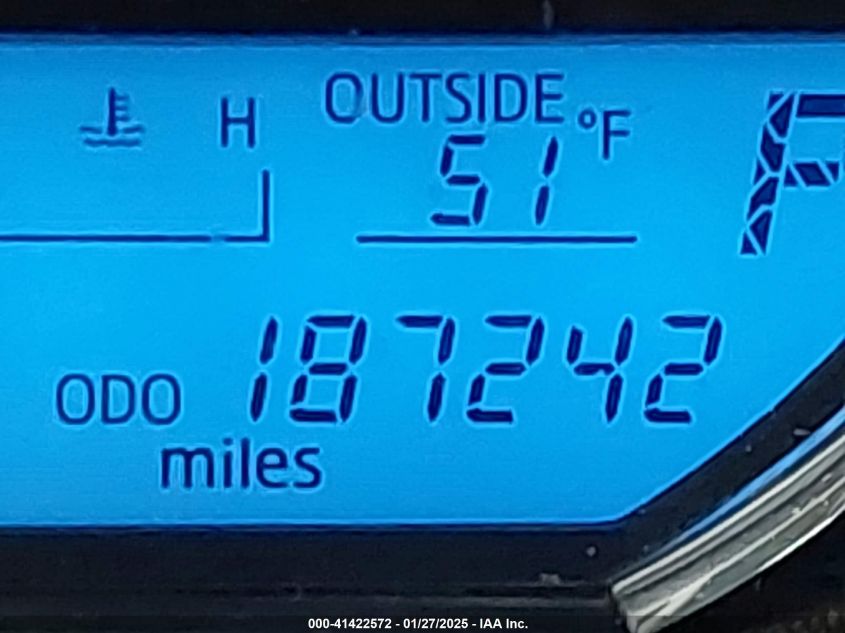 H
OUTSIDE
51 °F
P
ODO 187242
miles
000-41422572 - 01/27/2025 - IAA Inc.